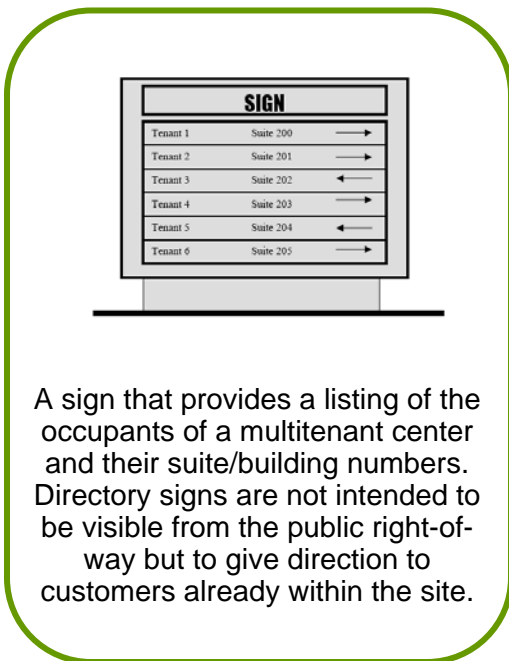 SIGN
Tenant 1 Suite 200
Tenant 2 Suite 201
Tenant 3 Suite 202
Tenant 4 Suite 203
Tenant 5 Suite 204
Tenant 6 Suite 205
A sign that provides a listing of the
occupants of a multitenant center
and their suite/building numbers.
Directory signs are not intended to
be visible from the public right-of-
way but to give direction to
customers already within the site.